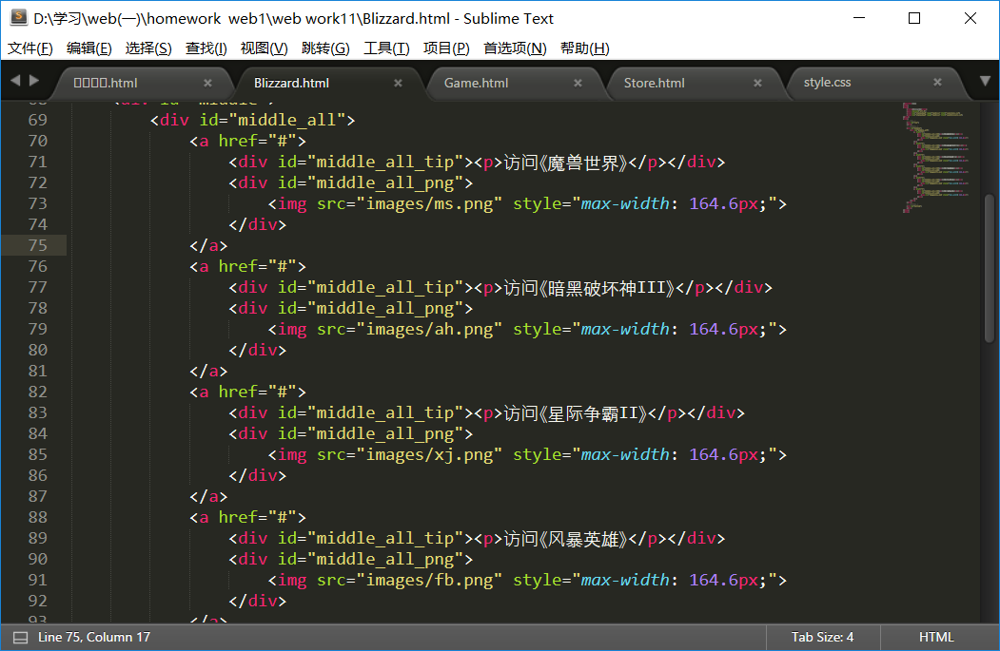 D:\学习\web(一)\homework  web1\web work11\Blizzard.html - Sublime Text
文件(F) 编辑(E) 选择(S) 查找(I) 视图(V) 跳转(G) 工具(T) 项目(P) 首选项(N) 帮助(H)
.html × Blizzard.html × Game.html × Store.html × style.css ×
69 <div id="middle_all">
70 <a href="#">
71 <div id="middle_all_tip"><p>访问《魔兽世界》</p></div>
72 <div id="middle_all_png">
73 <img src="images/ms.png" style="max-width: 164.6px;">
74 </div>
75 </a>
76 <a href="#">
77 <div id="middle_all_tip"><p>访问《暗黑破坏神III》</p></div>
78 <div id="middle_all_png">
79 <img src="images/ah.png" style="max-width: 164.6px;">
80 </div>
81 </a>
82 <a href="#">
83 <div id="middle_all_tip"><p>访问《星际争霸II》</p></div>
84 <div id="middle_all_png">
85 <img src="images/xj.png" style="max-width: 164.6px;">
86 </div>
87 </a>
88 <a href="#">
89 <div id="middle_all_tip"><p>访问《风暴英雄》</p></div>
90 <div id="middle_all_png">
91 <img src="images/fb.png" style="max-width: 164.6px;">
92 </div>
93 </a>
Line 75, Column 17 Tab Size: 4 HTML